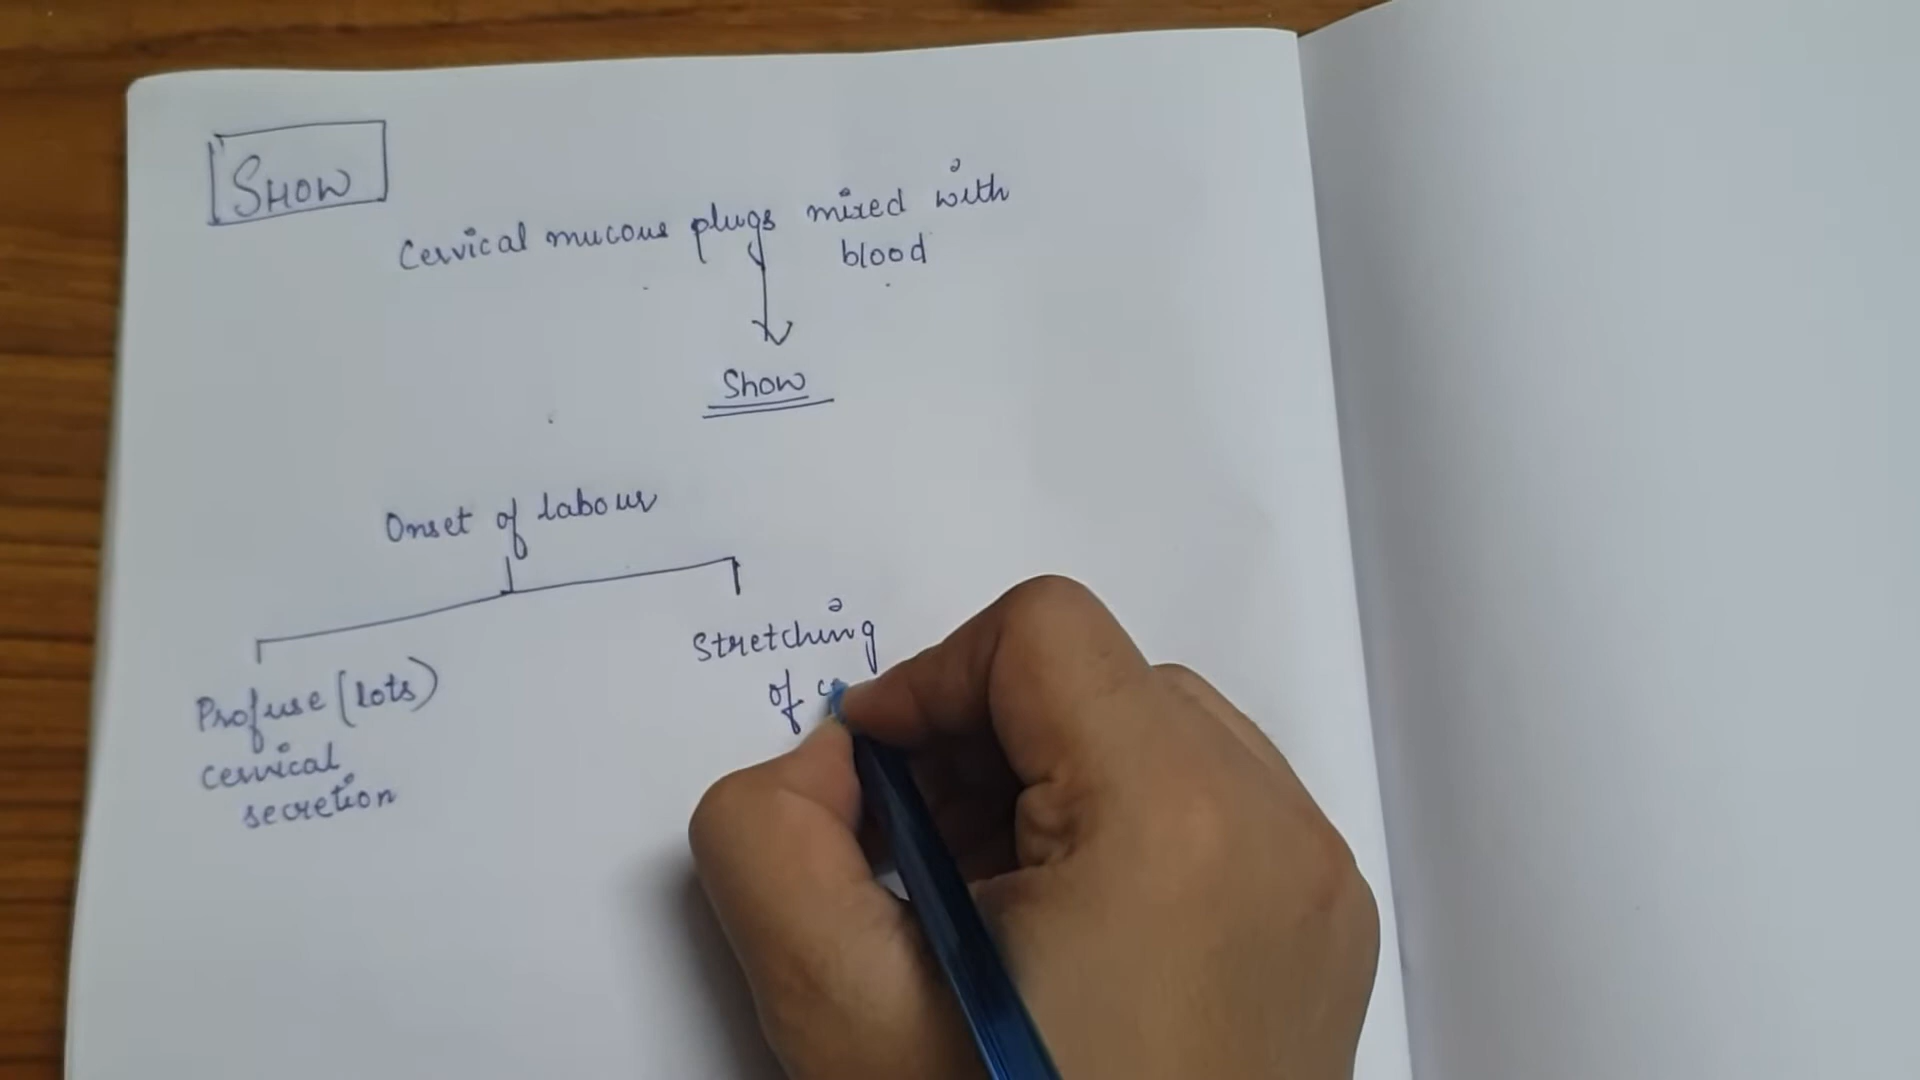 SHOW
Cervical mucous plugs mixed with
blood
Show
Onset of labour
Profuse (lots)
cervical
secretion
Stretching
of